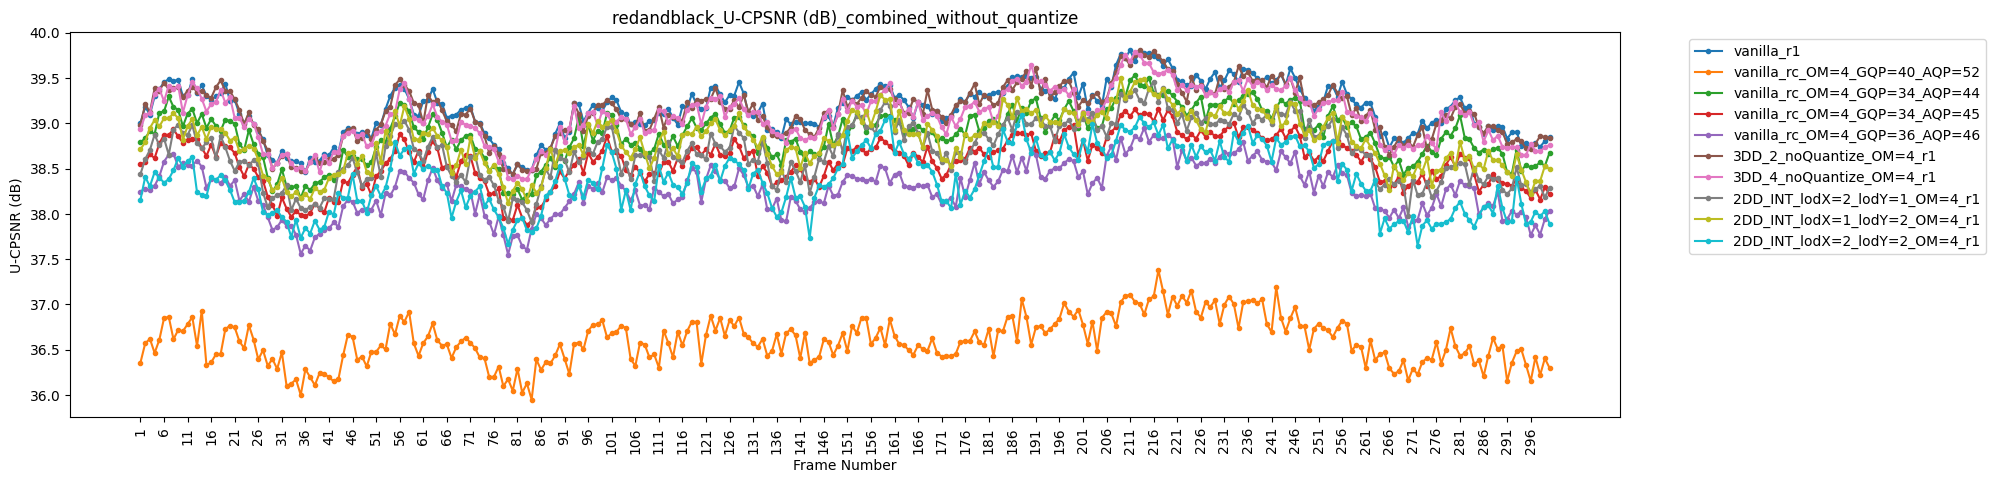 redandblack_U-CPSNR (dB)_combined_without_quantize
U-CPSNR (dB)
40.0
39.5
39.0
38.5
38.0
37.5
37.0
36.5
36.0
1 6 11 16 21 26 31 36 41 46 51 56 61 66 71 76 81 86 91 96 101 106 111 116 121 126 131 136 141 146 151 156 161 166 171 176 181 186 191 196 201 206 211 216 221 226 231 236 241 246 251 256 261 266 271 276 281 286 291 296
Frame Number
vanilla_r1
vanilla_rc_OM=4_GQP=40_AQP=52
vanilla_rc_OM=4_GQP=34_AQP=44
vanilla_rc_OM=4_GQP=34_AQP=45
vanilla_rc_OM=4_GQP=36_AQP=46
3DD_2_noQuantize_OM=4_r1
3DD_4_noQuantize_OM=4_r1
2DD_INT_lodX=2_lodY=1_OM=4_r1
2DD_INT_lodX=1_lodY=2_OM=4_r1
2DD_INT_lodX=2_lodY=2_OM=4_r1